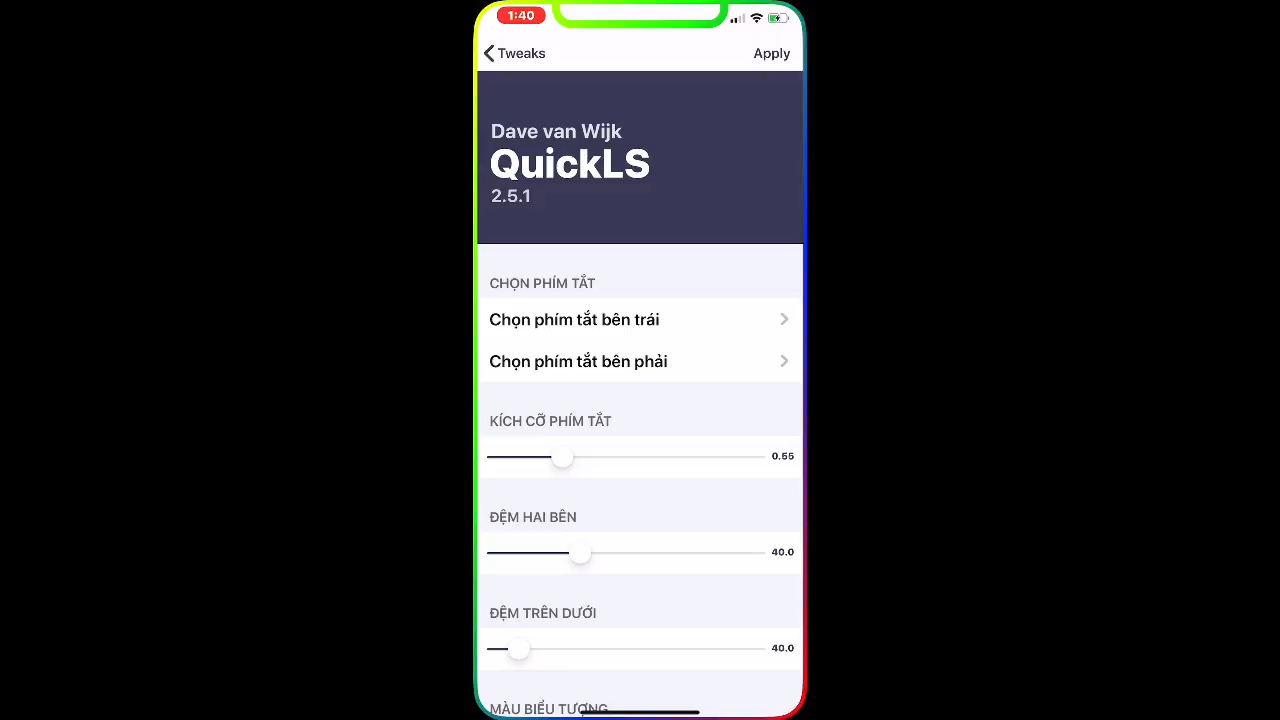 1:40
Tweaks
Apply
Dave van Wijk
QuickLS
2.5.1
CHỌN PHÍM TẮT
Chọn phím tắt bên trái
Chọn phím tắt bên phải
KÍCH CỠ PHÍM TẮT
0.55
ĐỆM HAI BÊN
40.0
ĐỆM TRÊN DƯỚI
40.0
MÀU BIỂU TƯỢNG